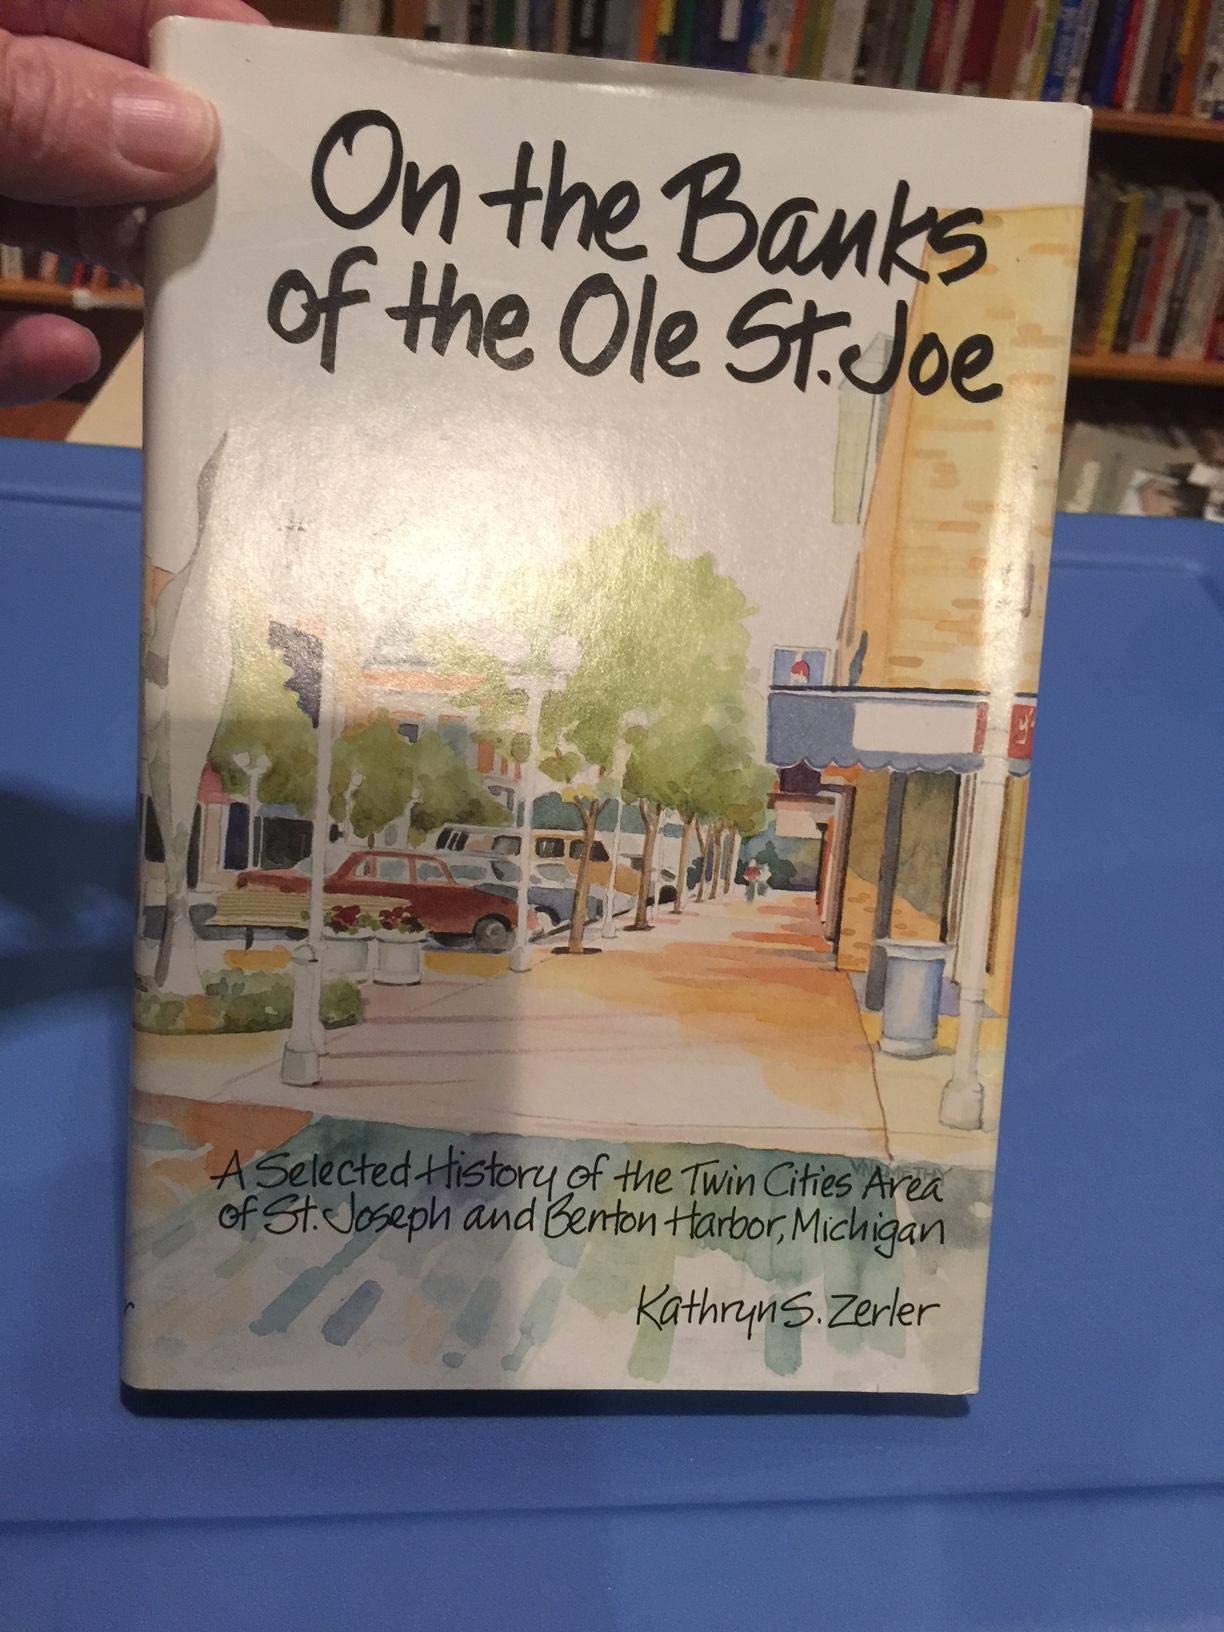 On the Banks
of the Ole St. Joe
A Selected History of the Twin Cities Area
of St. Joseph and Benton Harbor, Michigan
Kathryn S. Zerler